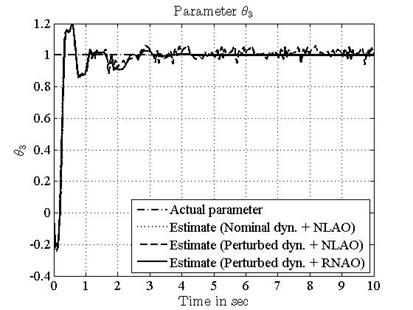 Parameter θ₃
1.2
1
0.8
0.6
0.4
0.2
0
-0.2
-0.4
θ₃
Actual parameter
Estimate (Nominal dyn. + NLAO)
Estimate (Perturbed dyn. + NLAO)
Estimate (Perturbed dyn. + RNAO)
0 1 2 3 4 5 6 7 8 9 10
Time in sec